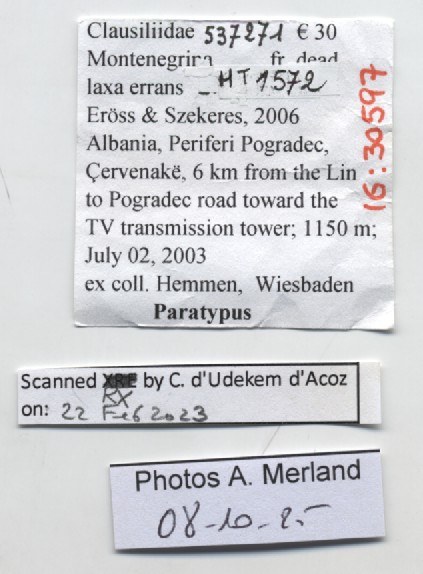 Clausiliidae 537271 € 30
Montenegrina fr. dead
laxa errans MT 1572
Eröss & Szekeres, 2006
Albania, Periferi Pogradec,
Çervenakë, 6 km from the Lin
to Pogradec road toward the
TV transmission tower; 1150 m;
July 02, 2003
ex coll. Hemmen, Wiesbaden
Paratypus
16:30597
Scanned XRE by C. d'Udekem d'Acoz
RX
on: 22 Feb 2023
Photos A. Merland
08-10-25